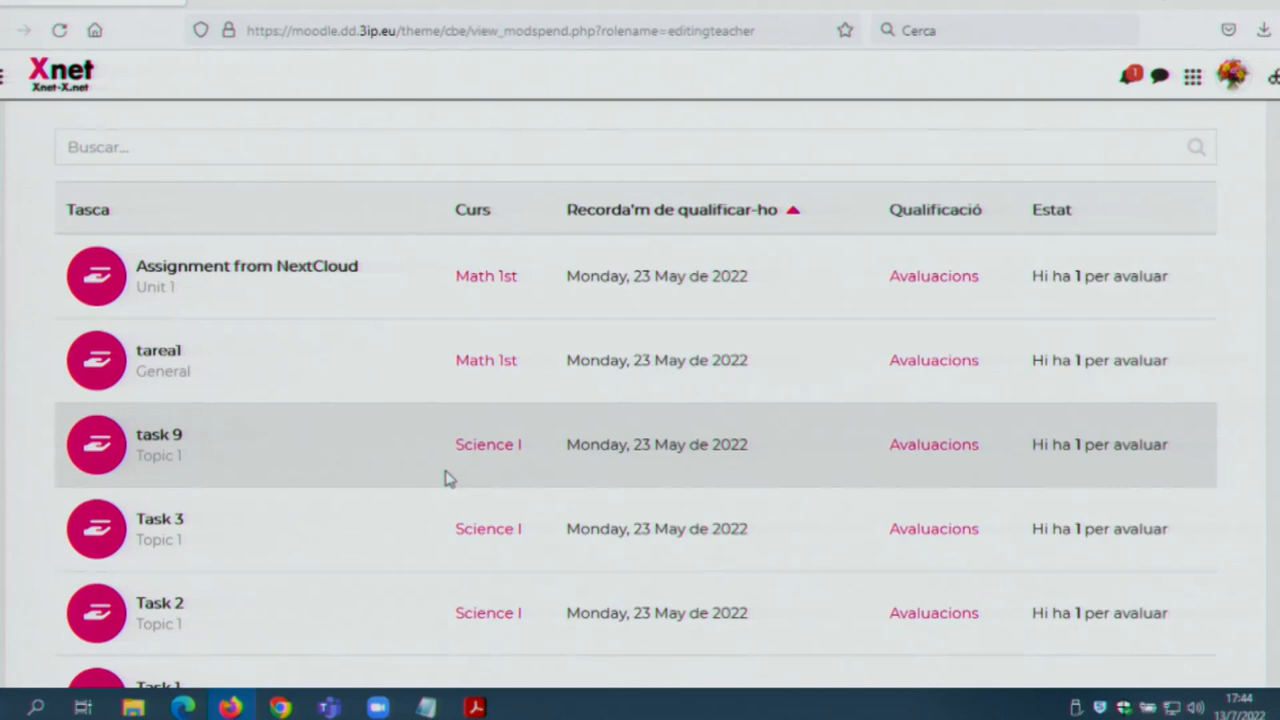 https://moodle.dd.3ip.eu/theme/cbe/view_modspend.php?rolename=editingteacher
Cerca
Xnet
Xnet-X.net
1
Buscar...
Tasca Curs Recorda'm de qualificar-ho Qualificació Estat
Assignment from NextCloud
Unit 1
Math 1st Monday, 23 May de 2022 Avaluacions Hi ha 1 per avaluar
tarea1
General
Math 1st Monday, 23 May de 2022 Avaluacions Hi ha 1 per avaluar
task 9
Topic 1
Science I Monday, 23 May de 2022 Avaluacions Hi ha 1 per avaluar
Task 3
Topic 1
Science I Monday, 23 May de 2022 Avaluacions Hi ha 1 per avaluar
Task 2
Topic 1
Science I Monday, 23 May de 2022 Avaluacions Hi ha 1 per avaluar
Task 1
17:44
13/7/2022